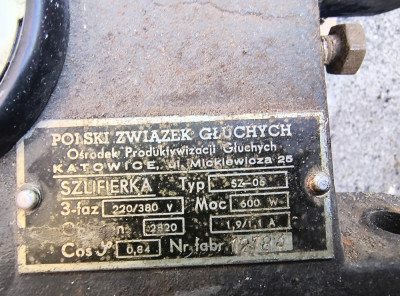 POLSKI ZWIĄZEK GŁUCHYCH
Ośrodek Produktywizacji Głuchych
KATOWICE, ul. Mickiewicza 25
SZLIFIERKA Typ SZ-05
3-faz 220/380 V Moc 600 W
2820 1,9/1,1 A
Cos φ 0,84 Nr fabr.